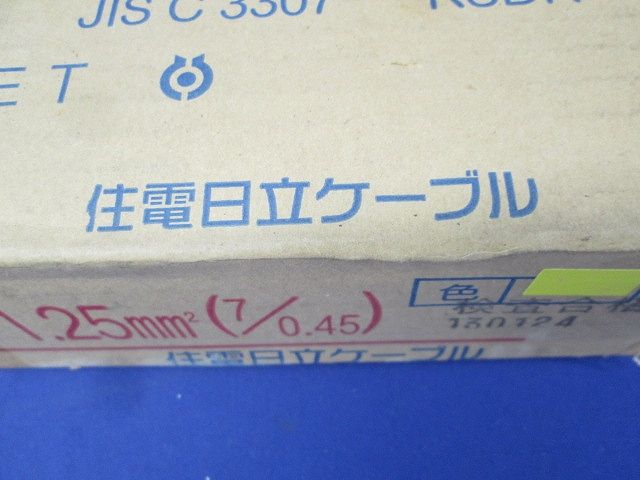 JIS C 3307
ET
住電日立ケーブル
1.25mm² (7/0.45)
色
検査合格
130124
住電日立ケーブル